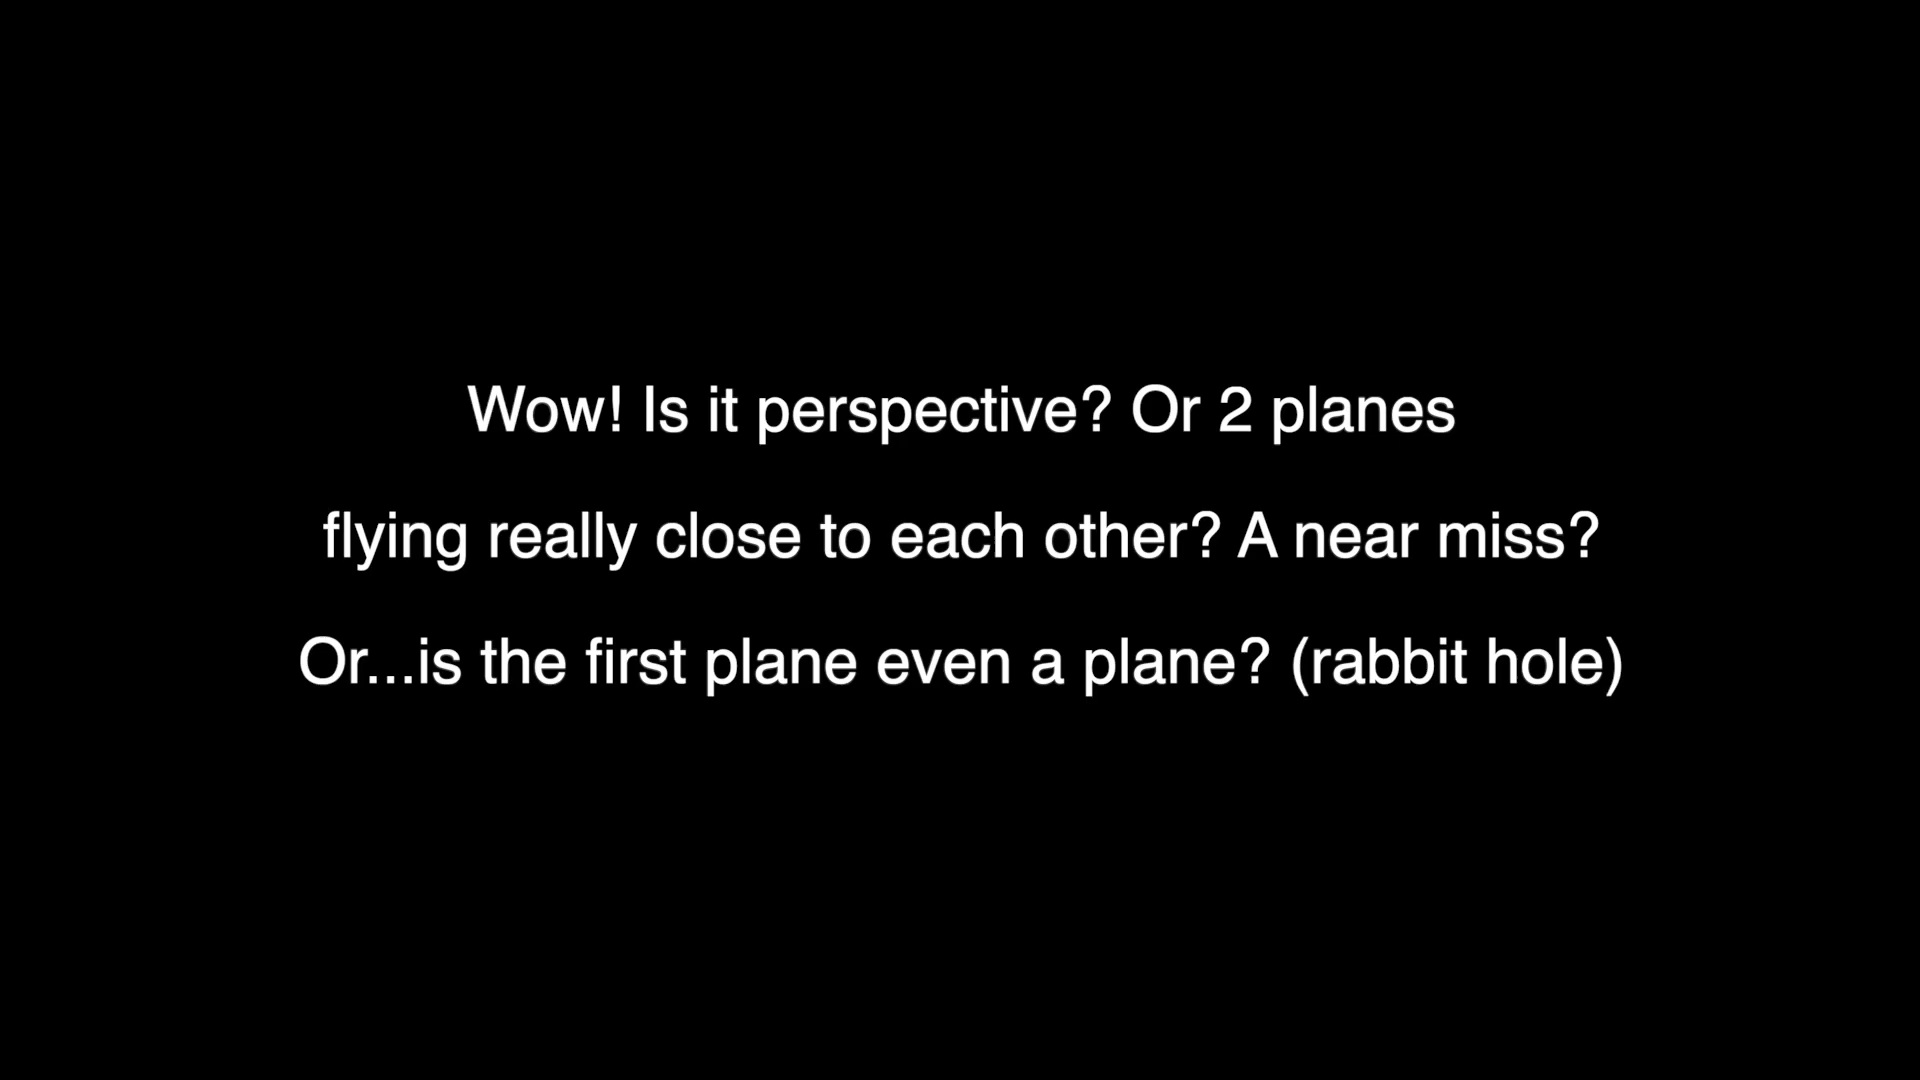 Wow! Is it perspective? Or 2 planes
flying really close to each other? A near miss?
Or...is the first plane even a plane? (rabbit hole)